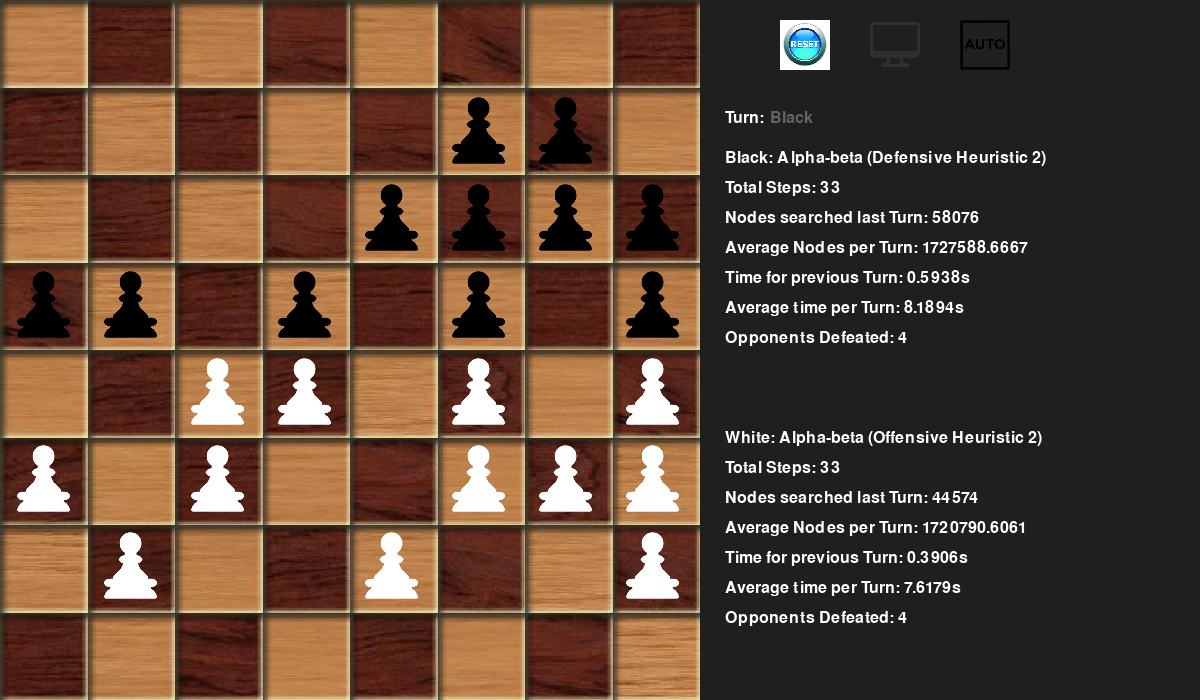 RESET
AUTO
Turn: Black
Black: Alpha-beta (Defensive Heuristic 2)
Total Steps: 33
Nodes searched last Turn: 58076
Average Nodes per Turn: 1727588.6667
Time for previous Turn: 0.5938s
Average time per Turn: 8.1894s
Opponents Defeated: 4
White: Alpha-beta (Offensive Heuristic 2)
Total Steps: 33
Nodes searched last Turn: 44574
Average Nodes per Turn: 1720790.6061
Time for previous Turn: 0.3906s
Average time per Turn: 7.6179s
Opponents Defeated: 4